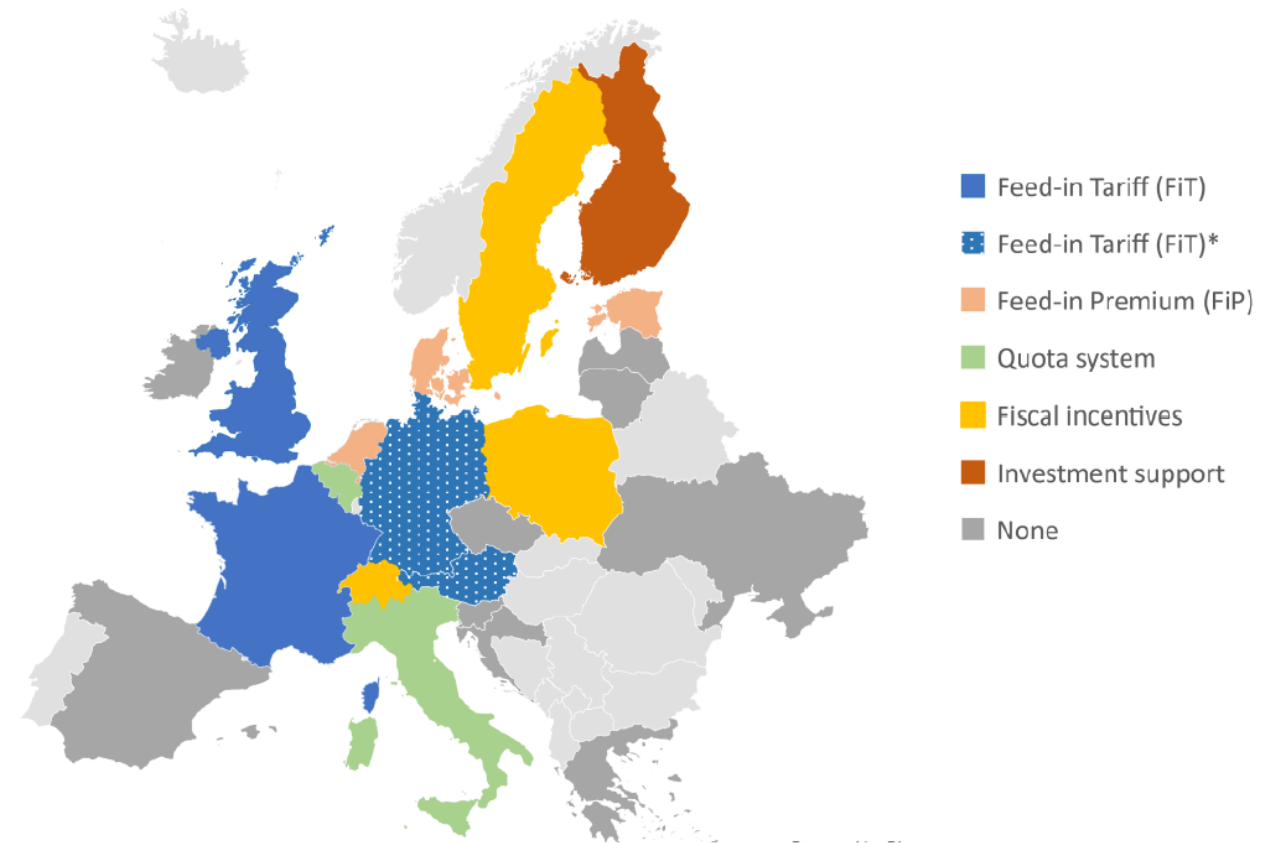 Feed-in Tariff (FiT)
Feed-in Tariff (FiT)*
Feed-in Premium (FiP)
Quota system
Fiscal incentives
Investment support
None